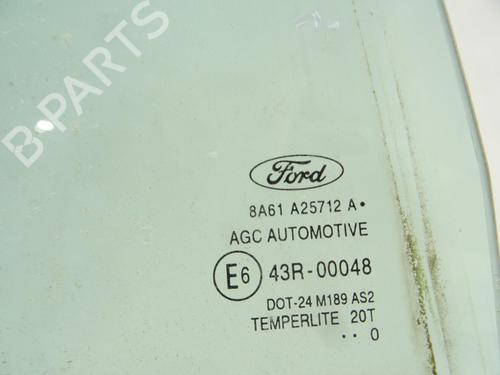 B-PARTS
Ford
8A61 A25712 A•
AGC AUTOMOTIVE
E6 43R-00048
DOT-24 M189 AS2
TEMPERLITE 20T
·· 0